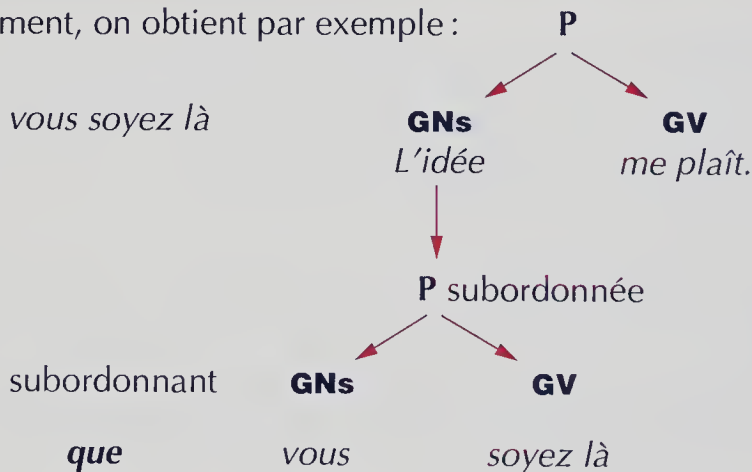 ment, on obtient par exemple : P
vous soyez là GNs GV
L'idée me plaît.
P subordonnée
subordonnant GNs GV
que vous soyez là